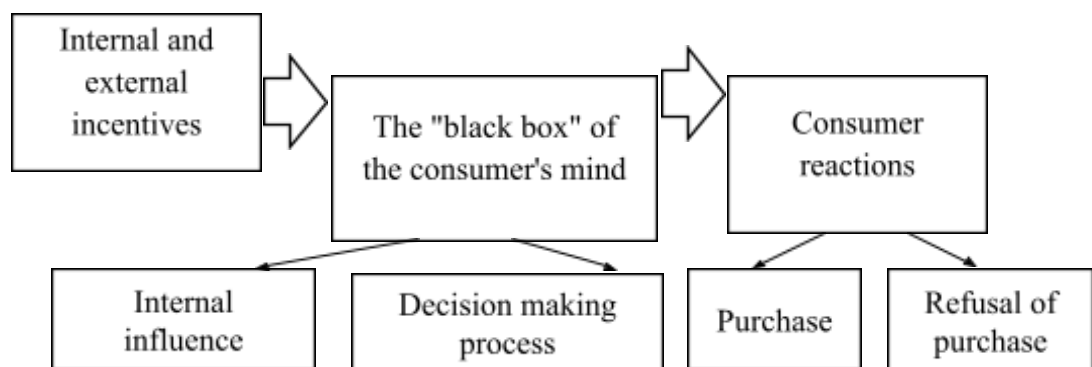 Internal and
external
incentives
The "black box" of
the consumer's mind
Consumer
reactions
Internal
influence
Decision making
process
Purchase
Refusal of
purchase